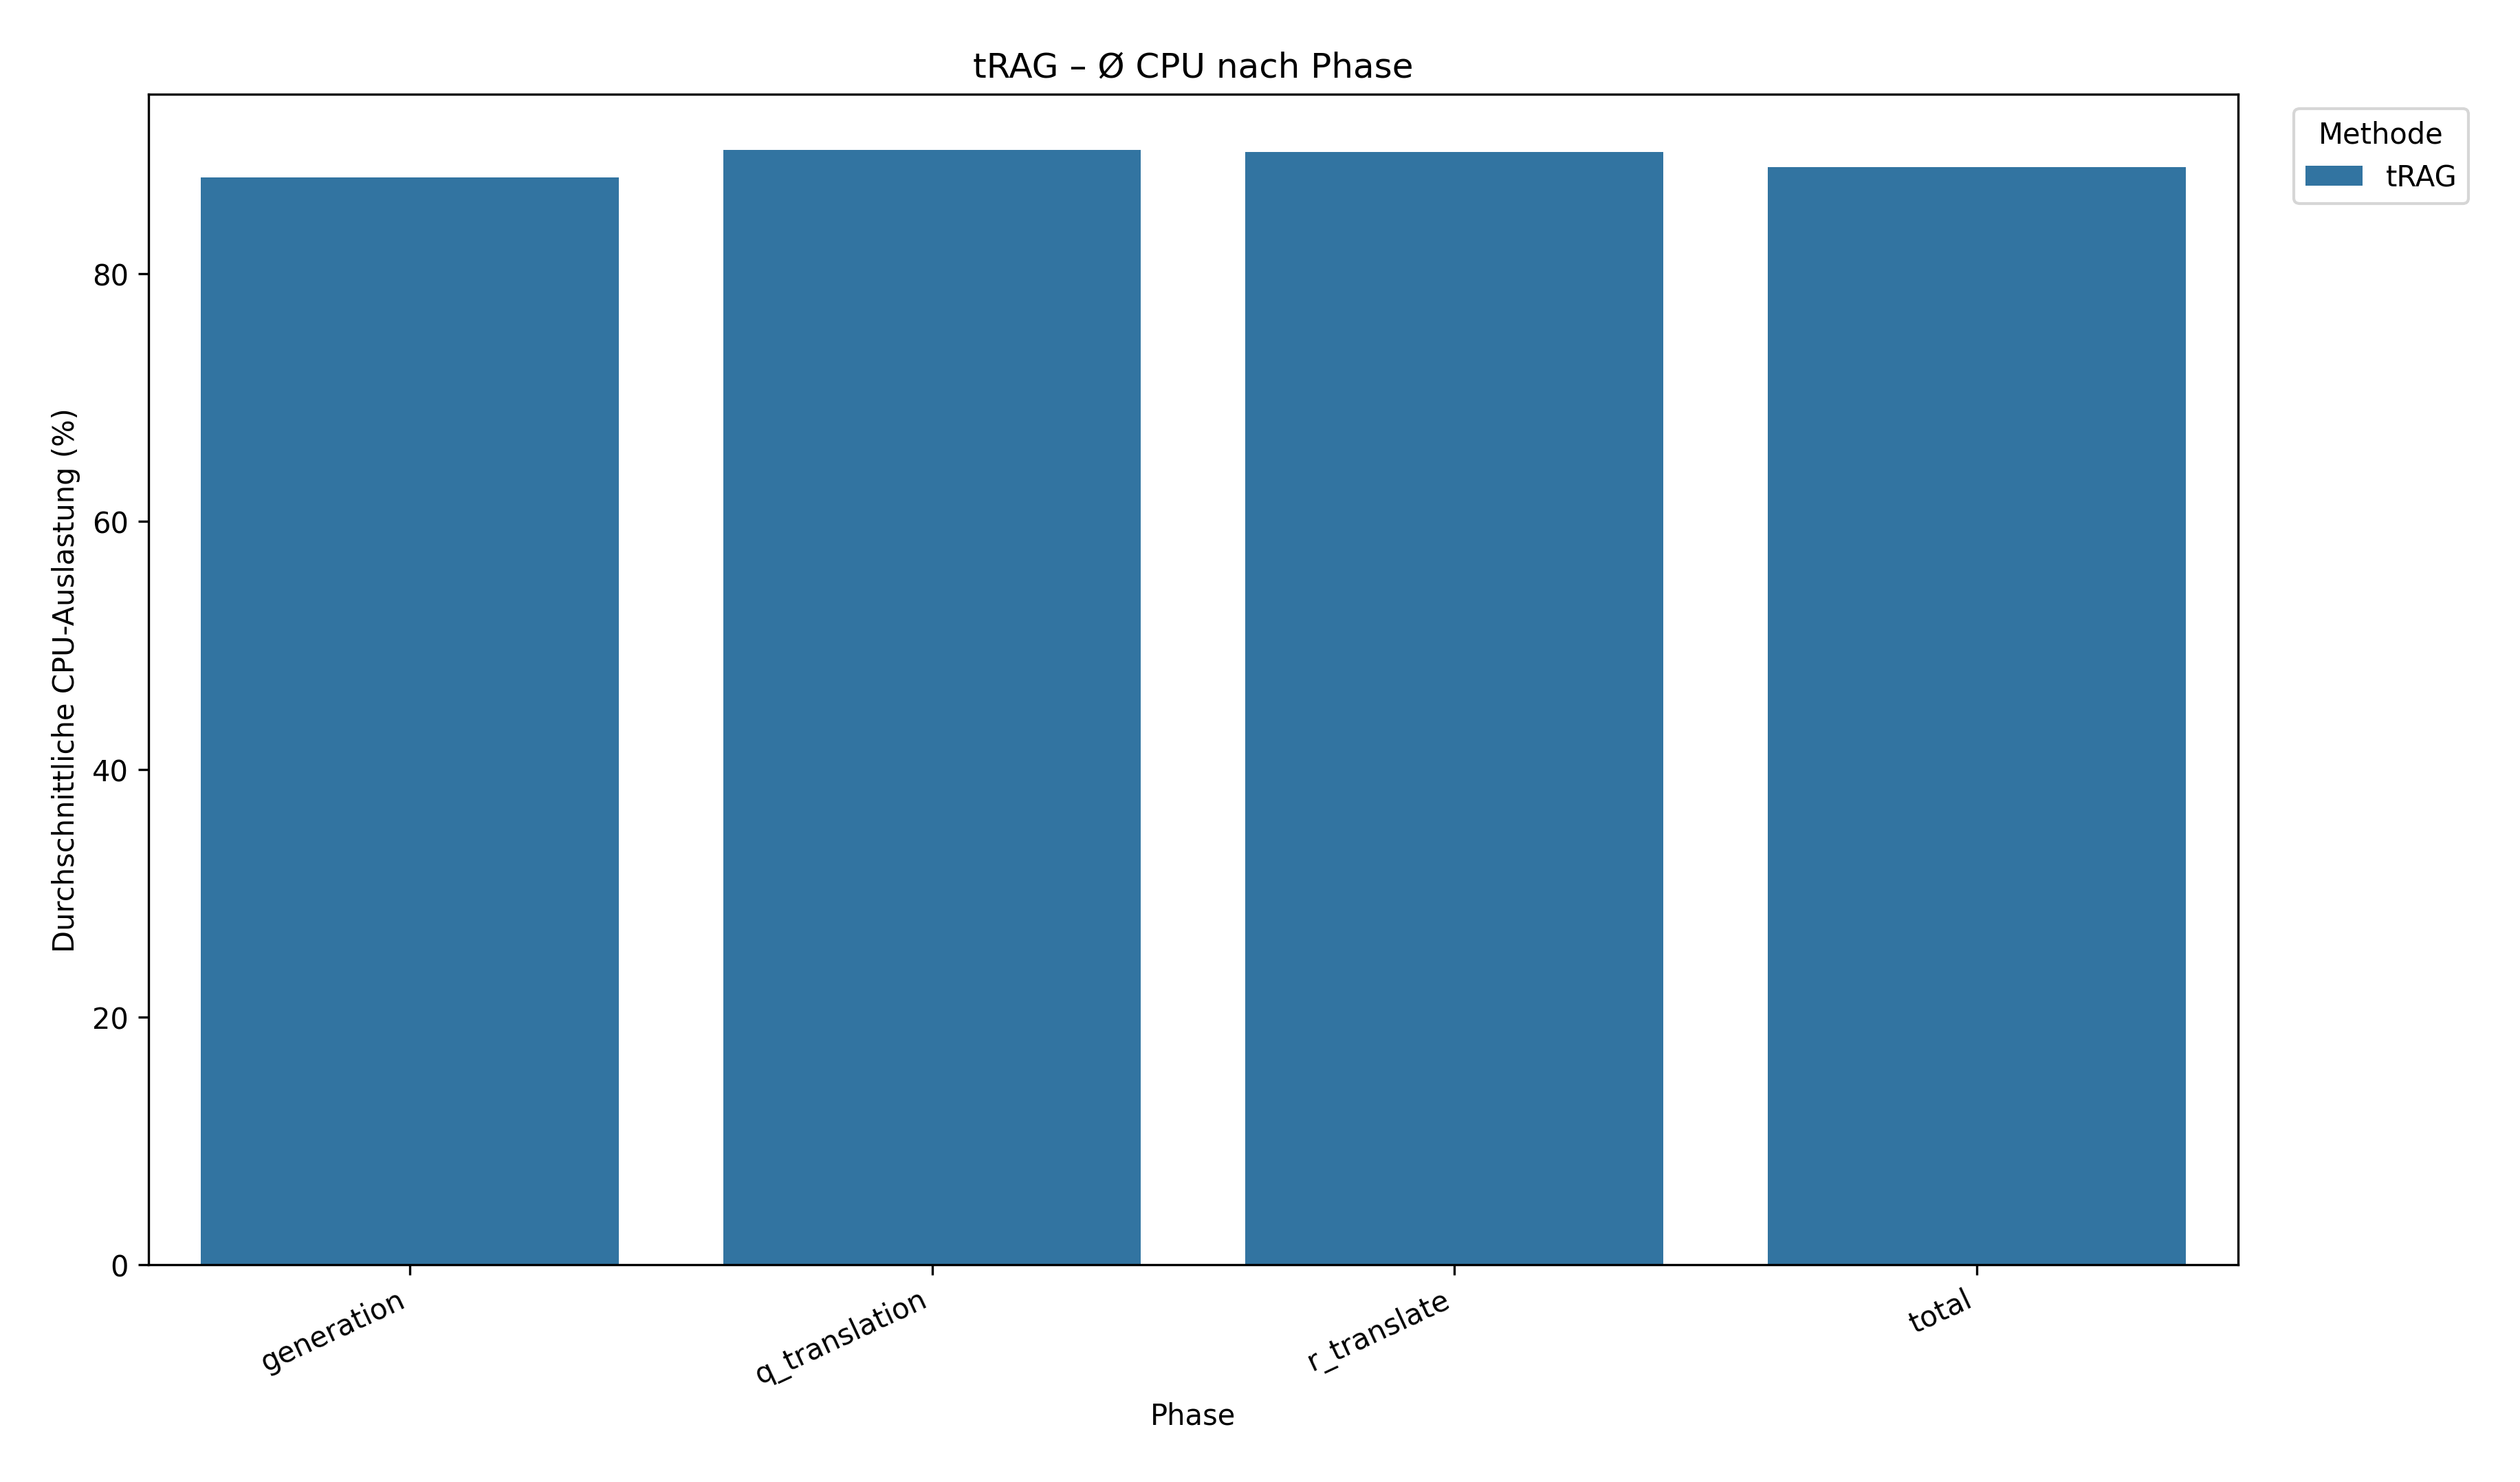 tRAG – Ø CPU nach Phase
Methode
tRAG
Durchschnittliche CPU-Auslastung (%)
80
60
40
20
0
generation
q_translation
r_translate
total
Phase